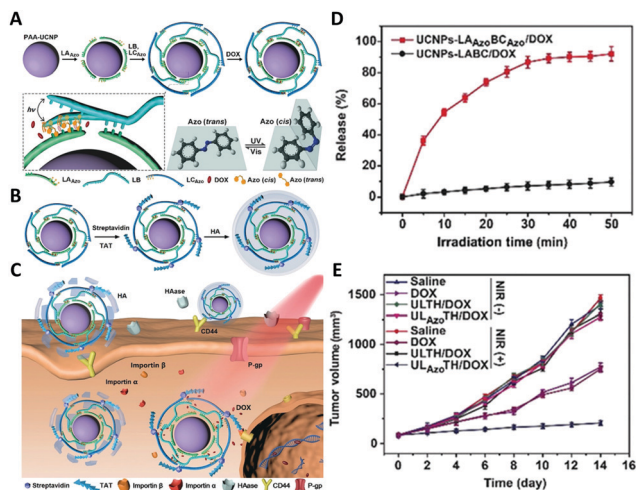 A
PAA-UCNP
LA_Azo
LB,
LC_Azo
DOX
hν
Azo (trans)
Azo (cis)
UV
Vis
LA_Azo
LB
LC_Azo
DOX
Azo (cis)
Azo (trans)
B
Streptavidin
TAT
HA
C
HA
HAase
CD44
P-gp
Importin β
Importin α
DOX
Streptavidin
TAT
Importin β
Importin α
HAase
CD44
P-gp
D
UCNPs-LA_AzoBC_Azo/DOX
UCNPs-LABC/DOX
Release (%)
100
80
60
40
20
0
0 10 20 30 40 50
Irradiation time (min)
E
Saline
DOX
ULTH/DOX
UL_AzoTH/DOX
NIR (-)
Saline
DOX
ULTH/DOX
UL_AzoTH/DOX
NIR (+)
Tumor volume (mm³)
1500
1000
500
0
0 2 4 6 8 10 12 14 16
Time (day)